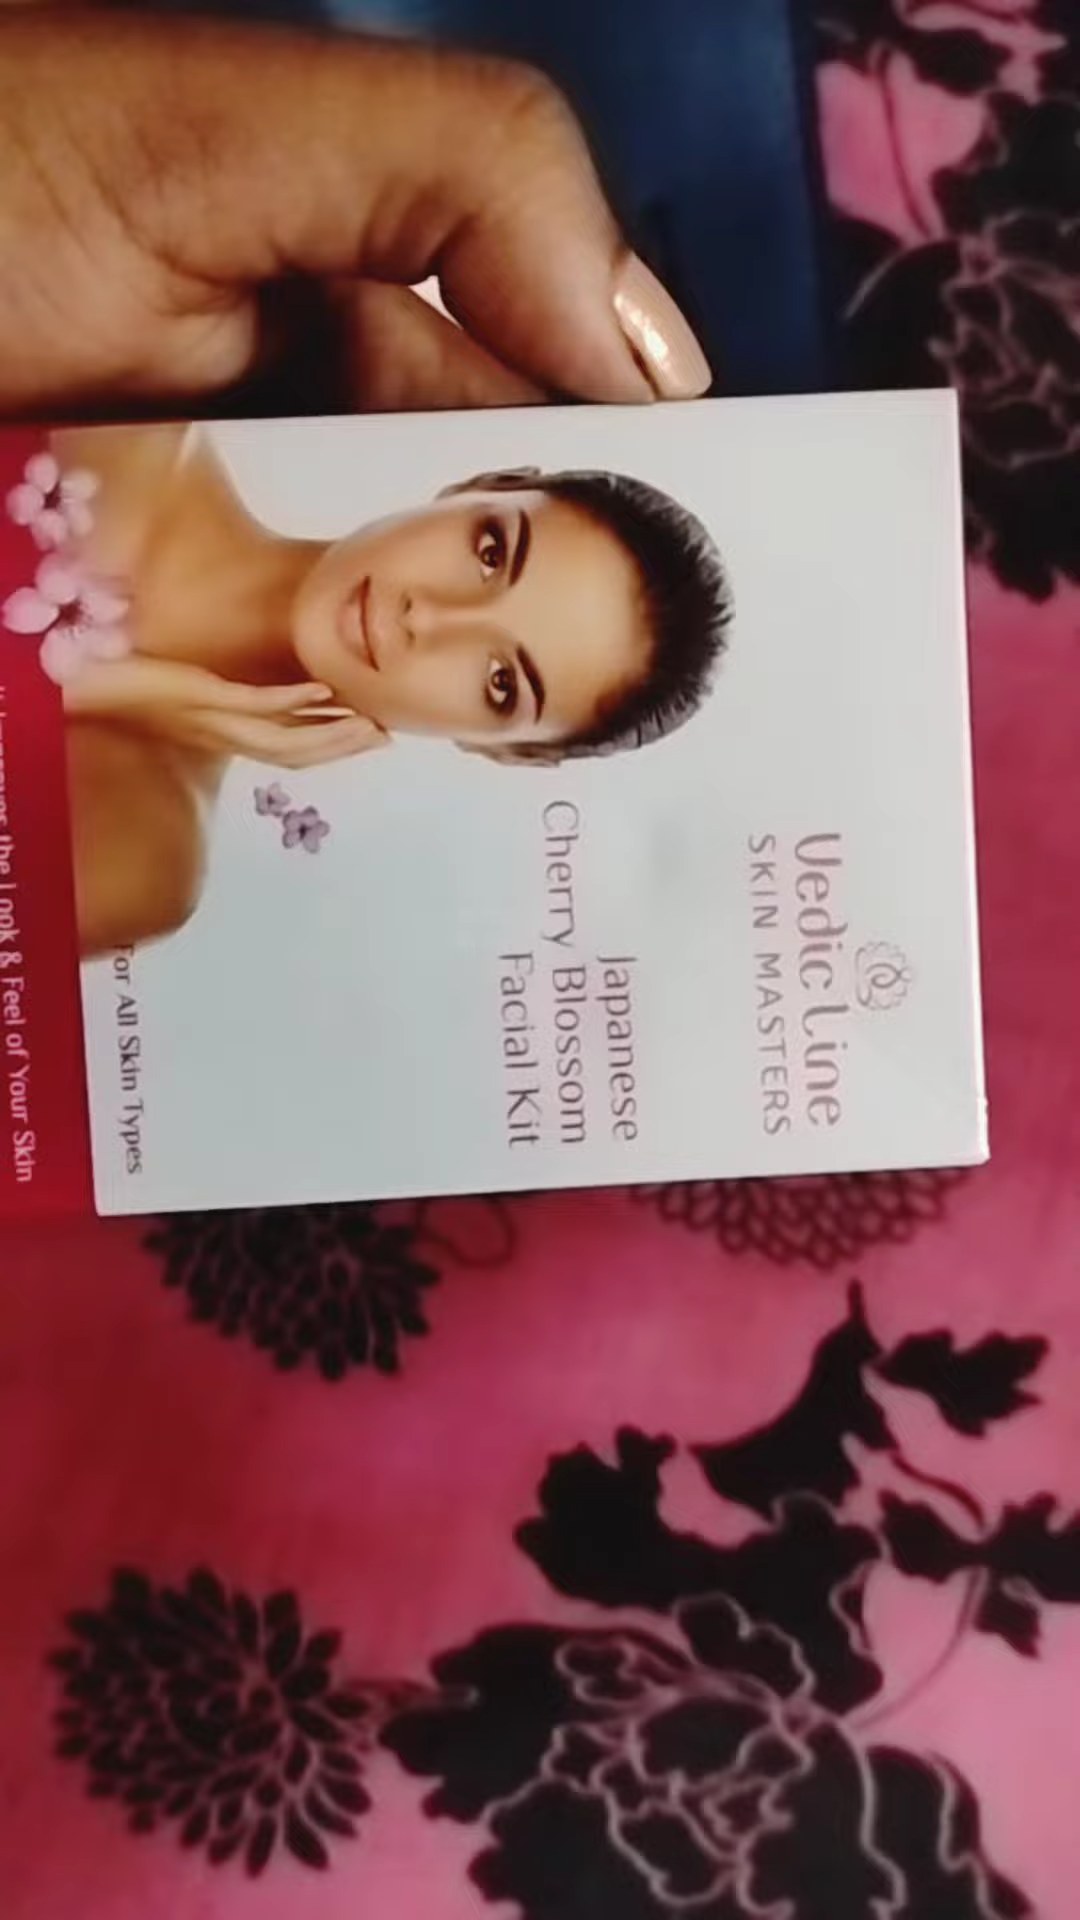 Vedic Line
SKIN MASTERS
Japanese
Cherry Blossom
Facial Kit
For All Skin Types
the Look & Feel of Your Skin